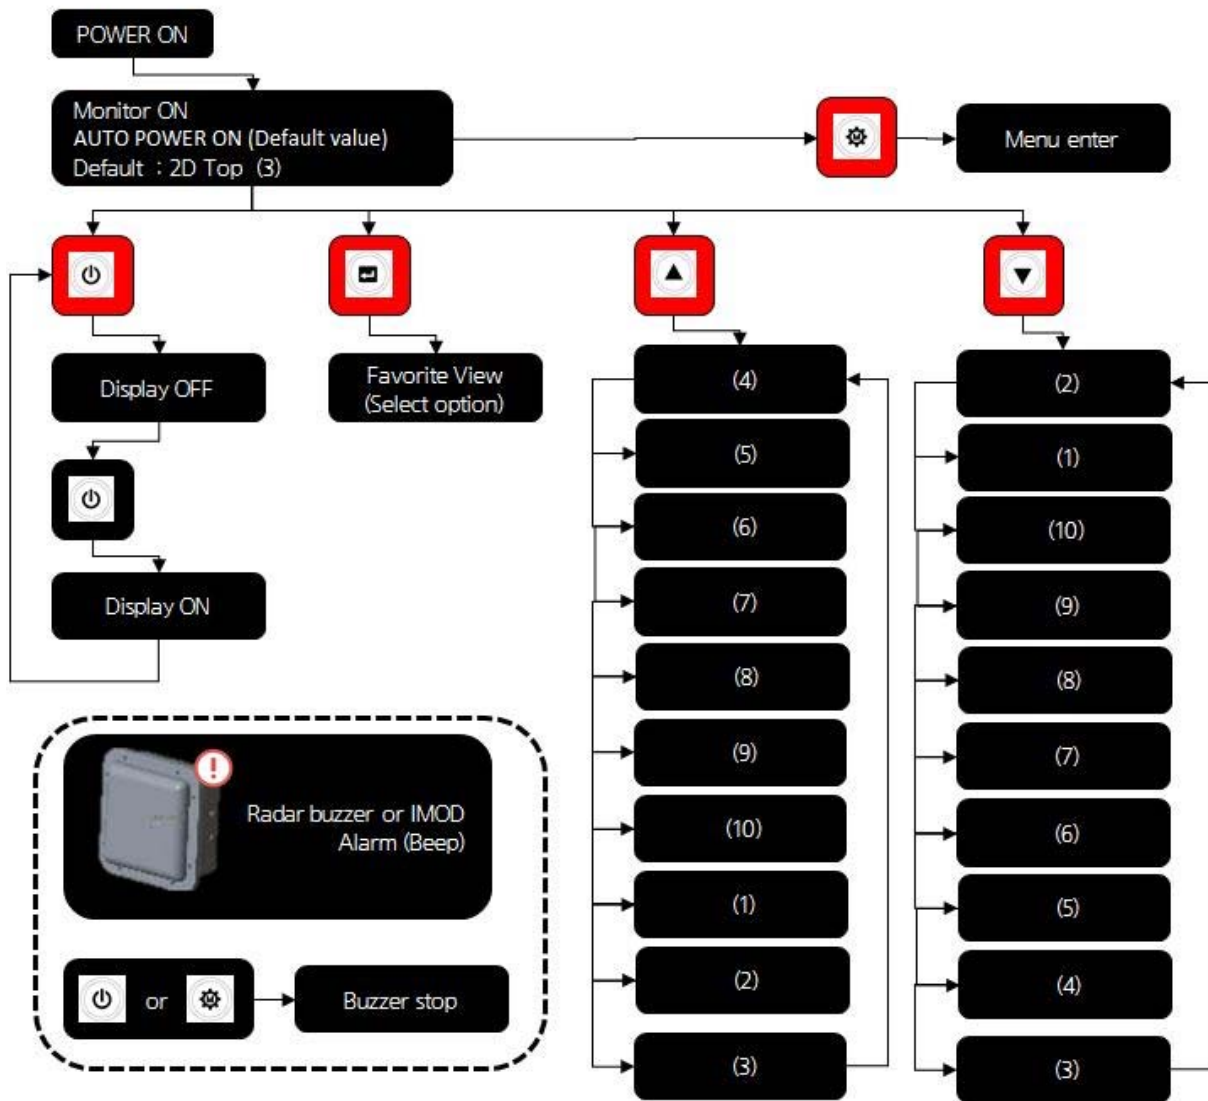 POWER ON
Monitor ON
AUTO POWER ON (Default value)
Default : 2D Top (3)
Menu enter
Display OFF
Display ON
Favorite View
(Select option)
(4)
(5)
(6)
(7)
(8)
(9)
(10)
(1)
(2)
(3)
(2)
(1)
(10)
(9)
(8)
(7)
(6)
(5)
(4)
(3)
Radar buzzer or IMOD
Alarm (Beep)
or
Buzzer stop